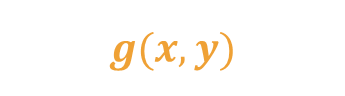 g(x, y)